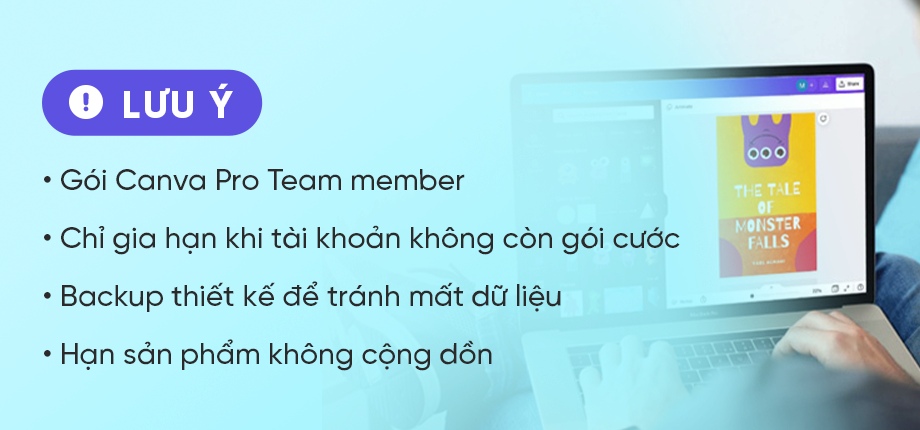 LƯU Ý
• Gói Canva Pro Team member
• Chỉ gia hạn khi tài khoản không còn gói cước
• Backup thiết kế để tránh mất dữ liệu
• Hạn sản phẩm không cộng dồn
Share
THE TALE
OF
MONSTER
FALLS